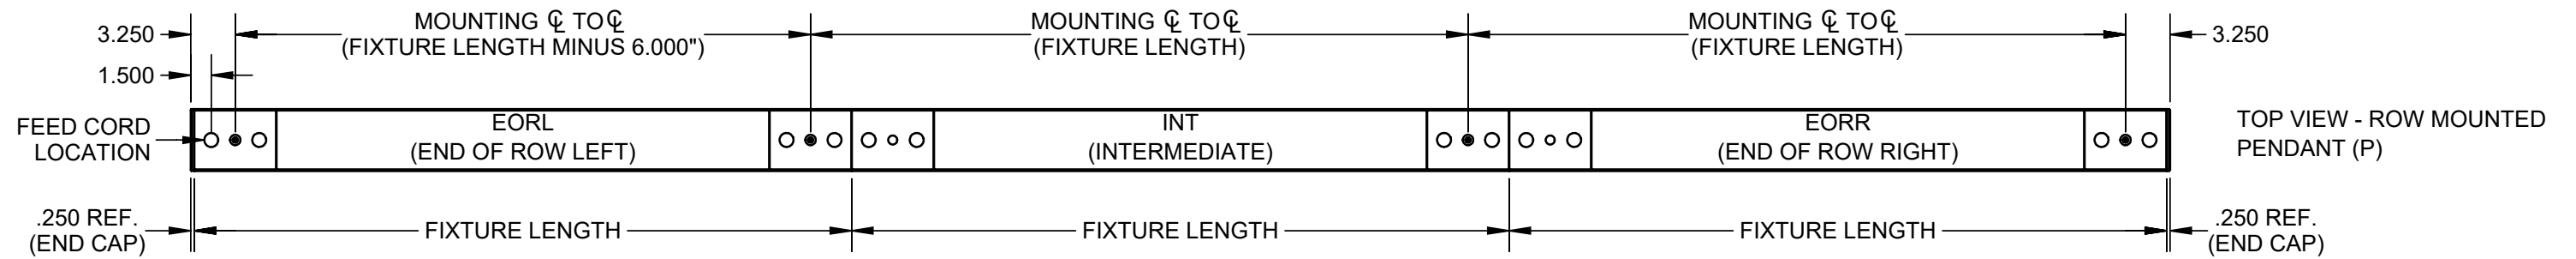 3.250
MOUNTING ℄ TO ℄
(FIXTURE LENGTH MINUS 6.000")
MOUNTING ℄ TO ℄
(FIXTURE LENGTH)
MOUNTING ℄ TO ℄
(FIXTURE LENGTH)
3.250
1.500
FEED CORD
LOCATION
EORL
(END OF ROW LEFT)
INT
(INTERMEDIATE)
EORR
(END OF ROW RIGHT)
TOP VIEW - ROW MOUNTED
PENDANT (P)
.250 REF.
(END CAP)
FIXTURE LENGTH
FIXTURE LENGTH
FIXTURE LENGTH
.250 REF.
(END CAP)